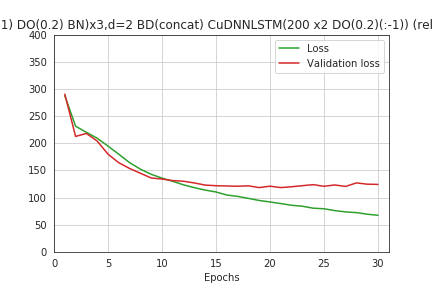 1) DO(0.2) BN)x3,d=2 BD(concat) CuDNNLSTM(200 x2 DO(0.2)(:-1)) (rel
400
350
300
250
200
150
100
50
0
Loss
Validation loss
0 5 10 15 20 25 30
Epochs